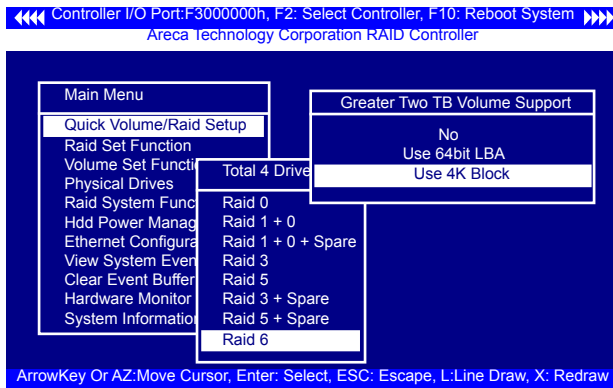 Controller I/O Port:F3000000h, F2: Select Controller, F10: Reboot System
Areca Technology Corporation RAID Controller
Main Menu
Quick Volume/Raid Setup
Raid Set Function
Volume Set Functi
Physical Drives
Raid System Func
Hdd Power Manag
Ethernet Configura
View System Even
Clear Event Buffer
Hardware Monitor
System Information
Total 4 Drive
Raid 0
Raid 1 + 0
Raid 1 + 0 + Spare
Raid 3
Raid 5
Raid 3 + Spare
Raid 5 + Spare
Raid 6
Greater Two TB Volume Support
No
Use 64bit LBA
Use 4K Block
ArrowKey Or AZ:Move Cursor, Enter: Select, ESC: Escape, L:Line Draw, X: Redraw